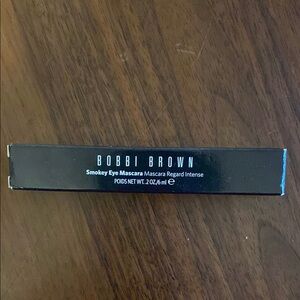 BOBBI BROWN
Smokey Eye Mascara Mascara Regard Intense
POIDS NET WT. .2 OZ./6 ml ℮